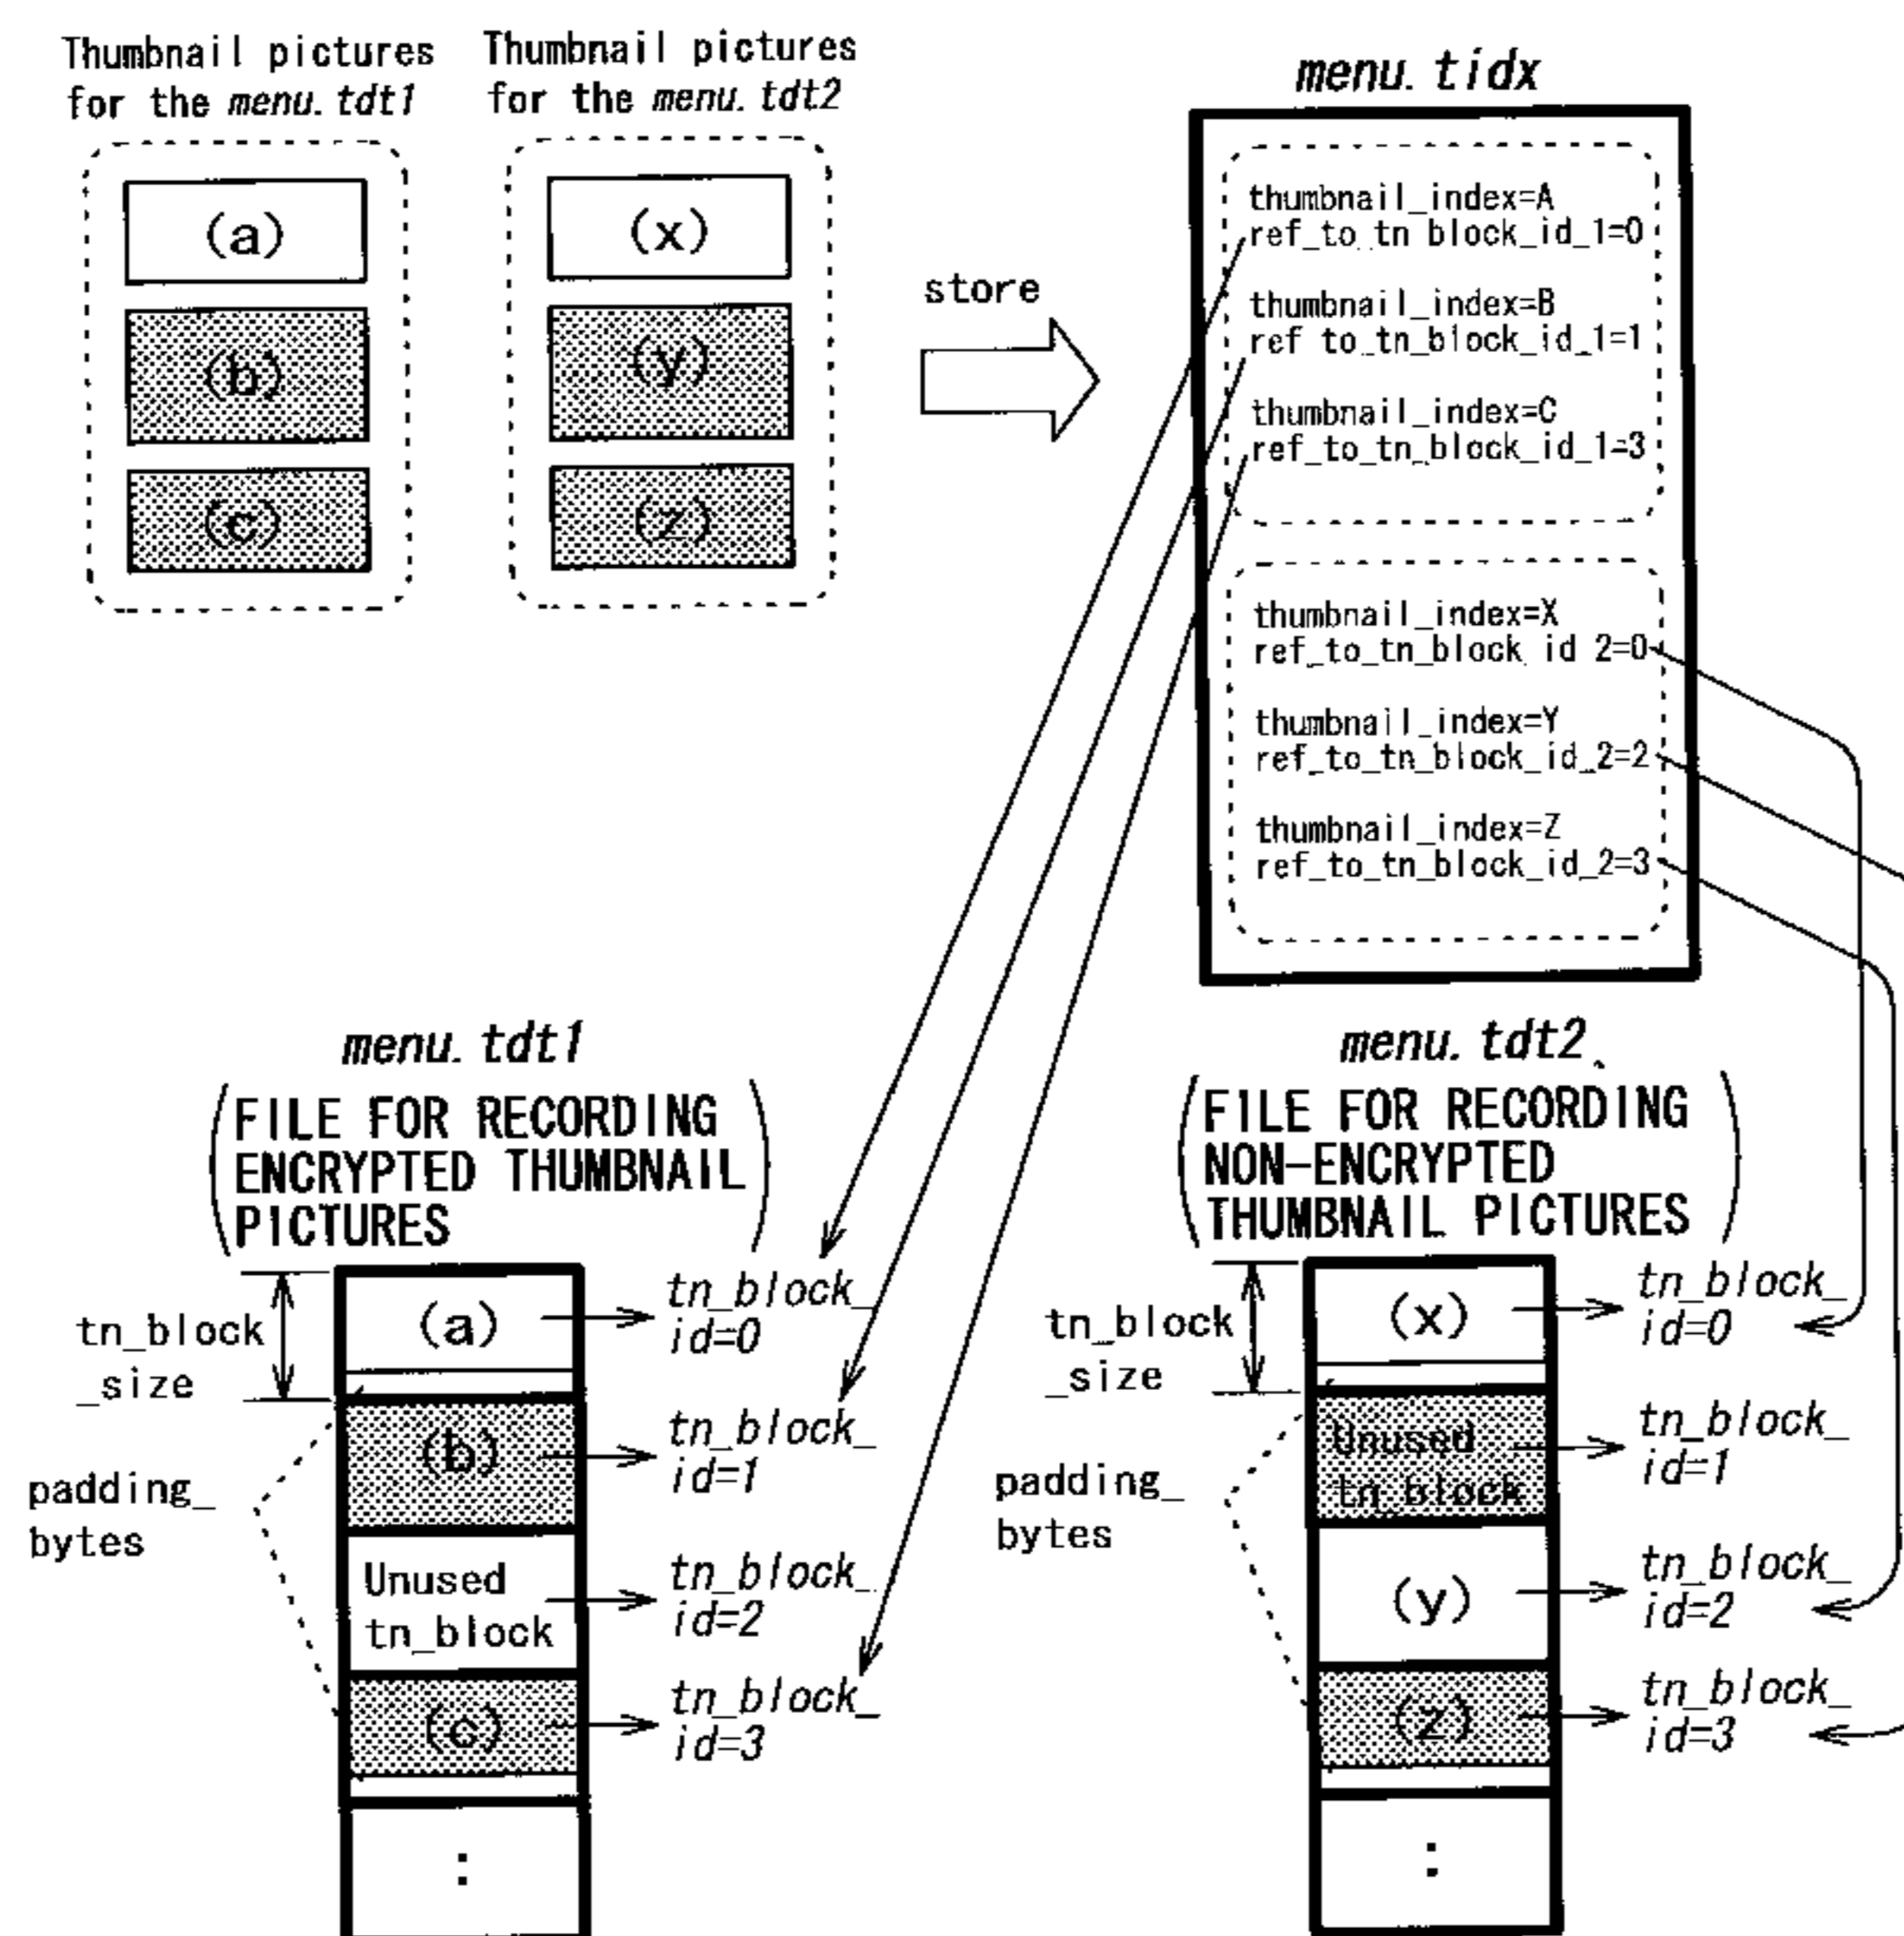 Thumbnail pictures
for the menu.tdt1
Thumbnail pictures
for the menu.tdt2
(a)
(b)
(c)
(x)
(y)
(z)
store
menu.tidx
thumbnail_index=A
ref_to_tn_block_id_1=0
thumbnail_index=B
ref to_tn_block_id_1=1
thumbnail_index=C
ref_to_tn_block_id_1=3
thumbnail_index=X
ref_to_tn_block_id 2=0
thumbnail_index=Y
ref_to_tn_block_id_2=2
thumbnail_index=Z
ref_to_tn_block_id_2=3
menu.tdt1
(FILE FOR RECORDING
ENCRYPTED THUMBNAIL
PICTURES)
tn_block
_size
padding_
bytes
(a)
(b)
Unused
tn_block
(c)
:
tn_block_
id=0
tn_block_
id=1
tn_block_
id=2
tn_block_
id=3
menu.tdt2
(FILE FOR RECORDING
NON-ENCRYPTED
THUMBNAIL PICTURES)
tn_block
_size
padding_
bytes
(x)
Unused
tn_block
(y)
(z)
:
tn_block_
id=0
tn_block_
id=1
tn_block_
id=2
tn_block_
id=3